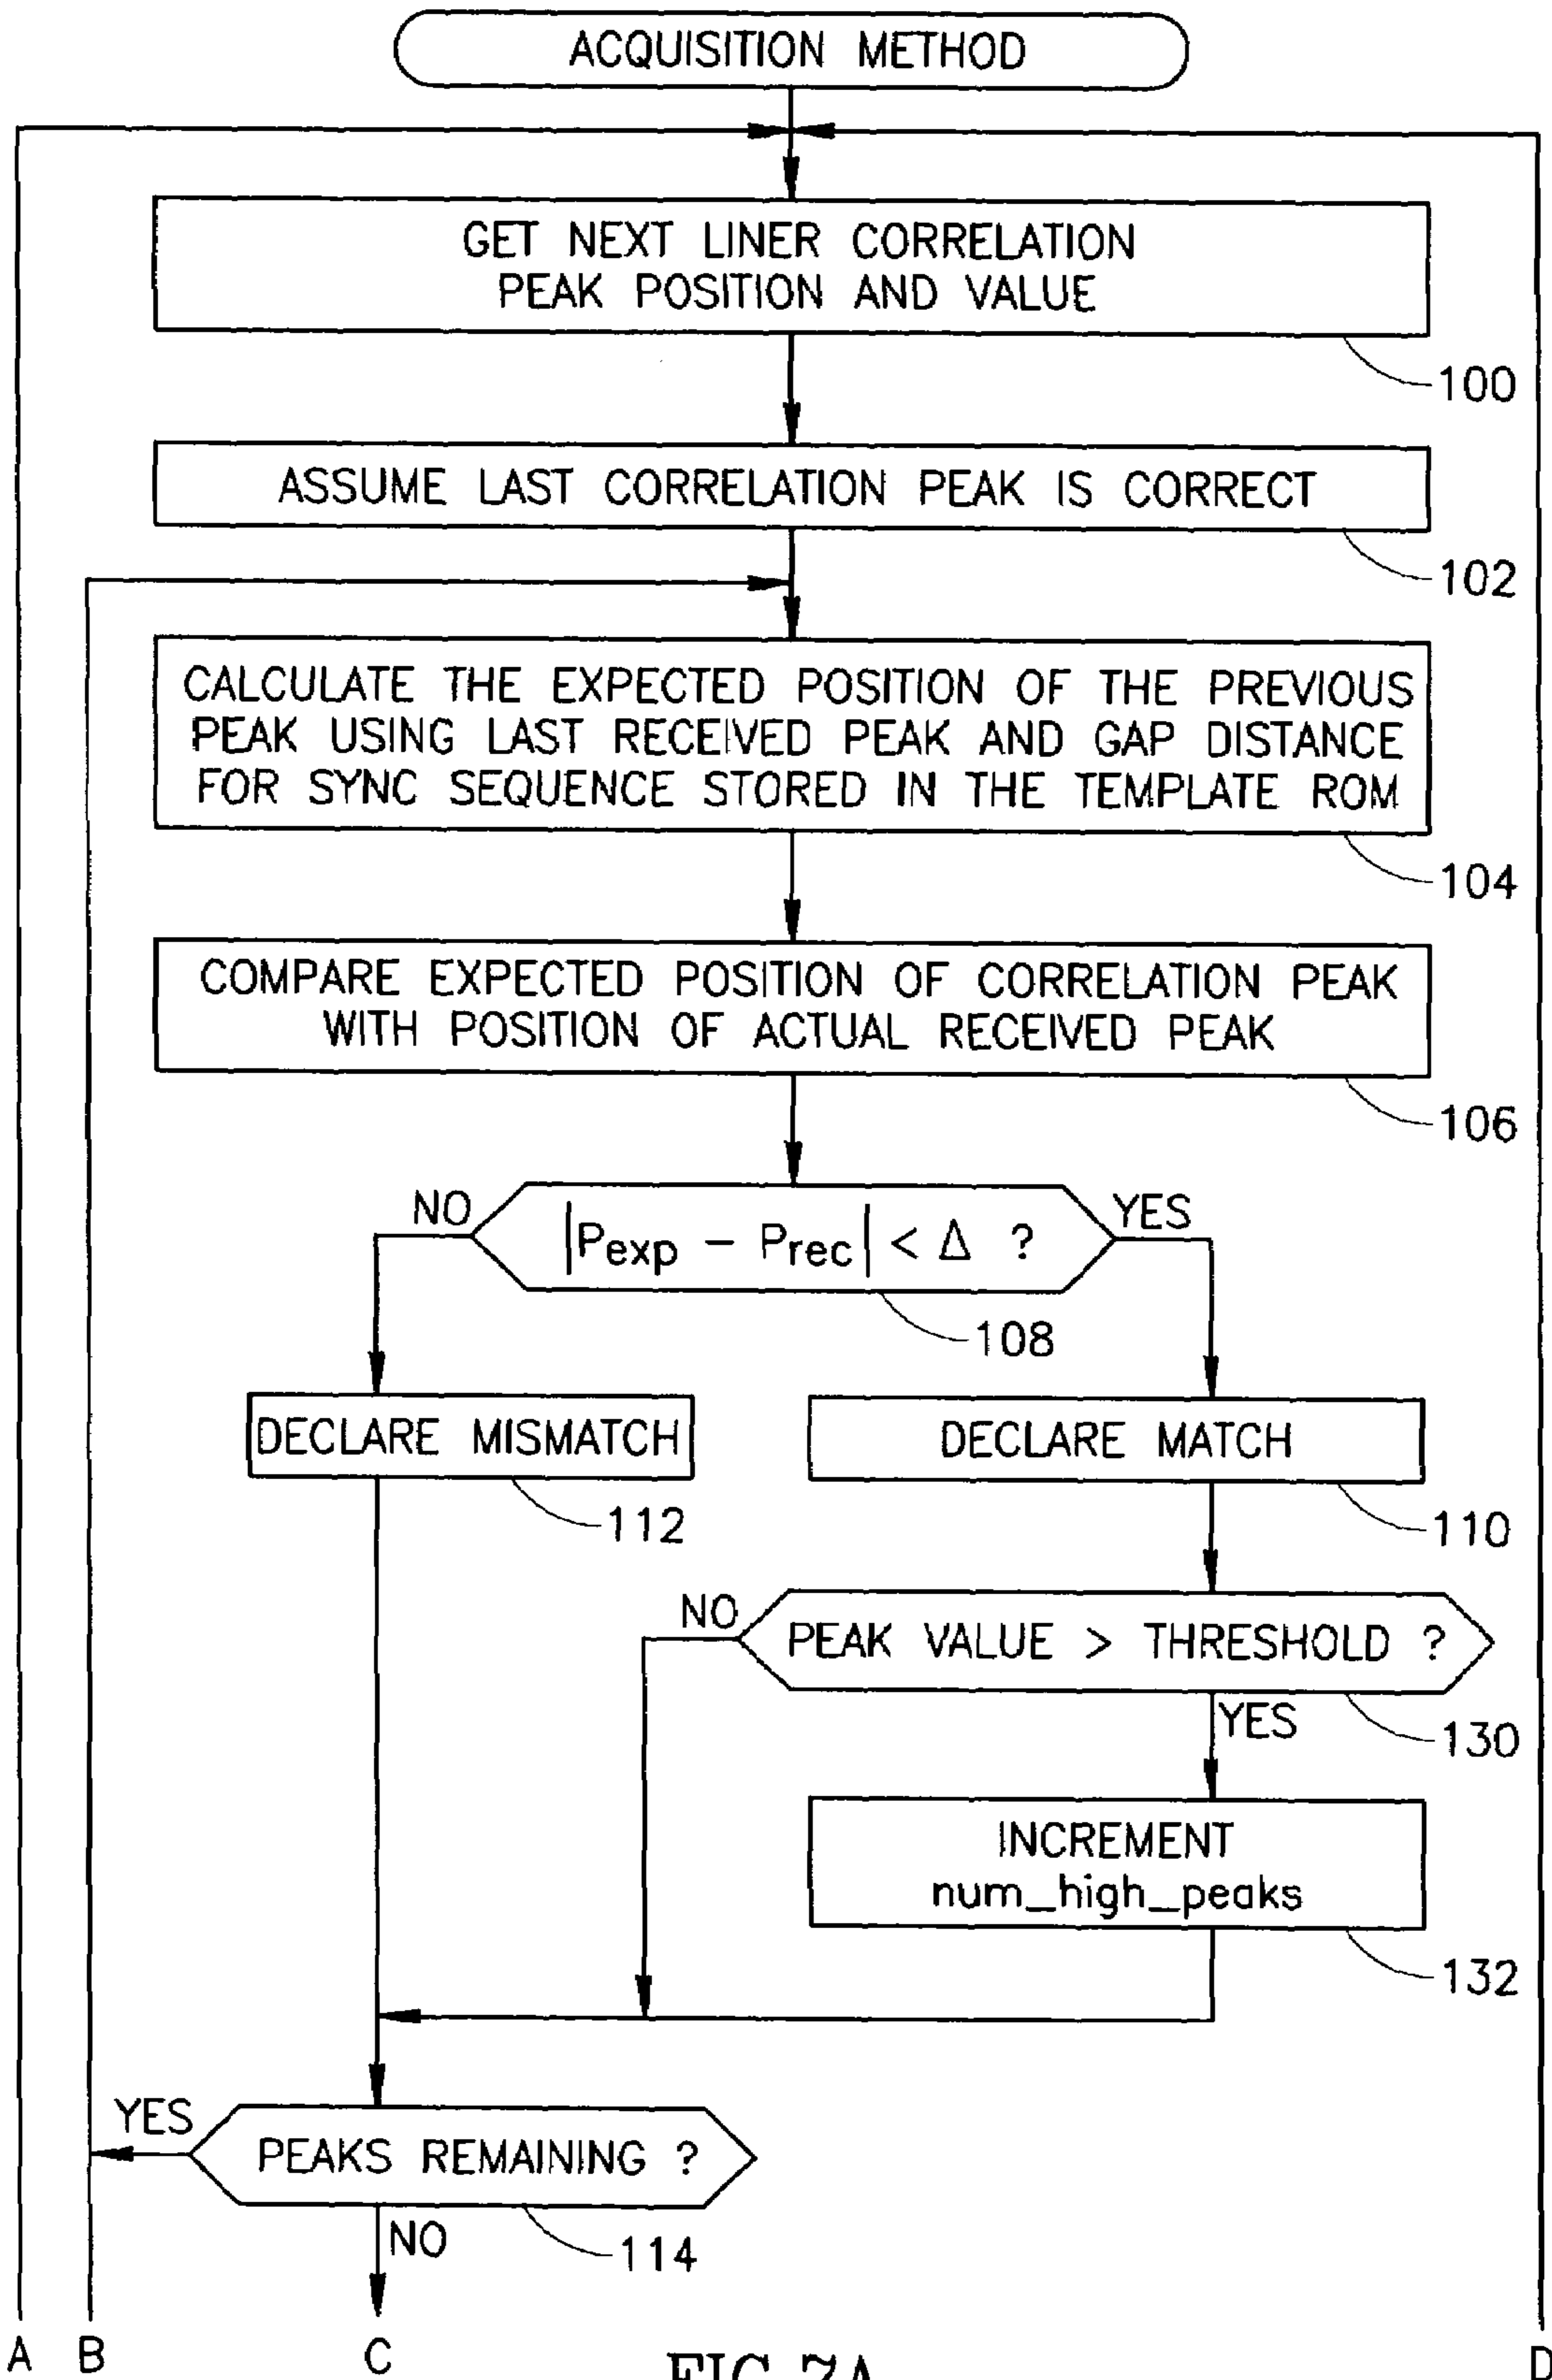 ACQUISITION METHOD
GET NEXT LINER CORRELATION
PEAK POSITION AND VALUE
100
ASSUME LAST CORRELATION PEAK IS CORRECT
102
CALCULATE THE EXPECTED POSITION OF THE PREVIOUS
PEAK USING LAST RECEIVED PEAK AND GAP DISTANCE
FOR SYNC SEQUENCE STORED IN THE TEMPLATE ROM
104
COMPARE EXPECTED POSITION OF CORRELATION PEAK
WITH POSITION OF ACTUAL RECEIVED PEAK
106
NO
|Pexp - Prec| < Δ ?
YES
108
DECLARE MISMATCH
DECLARE MATCH
112
110
NO
PEAK VALUE > THRESHOLD ?
YES
130
INCREMENT
num_high_peaks
132
YES
PEAKS REMAINING ?
NO
114
A B C D
FIG.7A